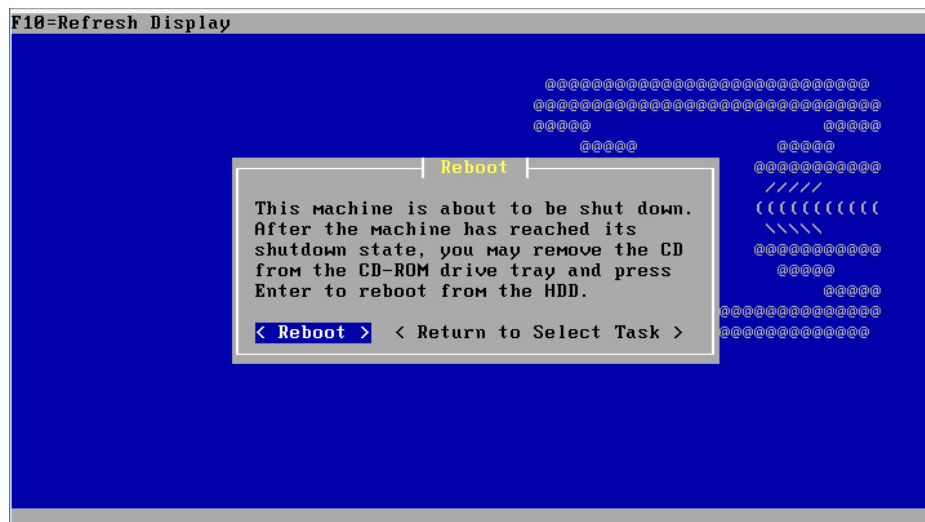 F10=Refresh Display
@@@@@@@@@@@@@@@@@@@@@@@@@@@@
@@@@@@@@@@@@@@@@@@@@@@@@@@@@@@
@@@@@ @@@@@
@@@@@ @@@@@
Reboot @@@@@@@@@@@
/////
This machine is about to be shut down. (((((((((((
After the machine has reached its \\\\\
shutdown state, you may remove the CD @@@@@@@@@@@
from the CD-ROM drive tray and press @@@@@
Enter to reboot from the HDD. @@@@@
@@@@@@@@@@@@@@
< Reboot > < Return to Select Task > @@@@@@@@@@@@@